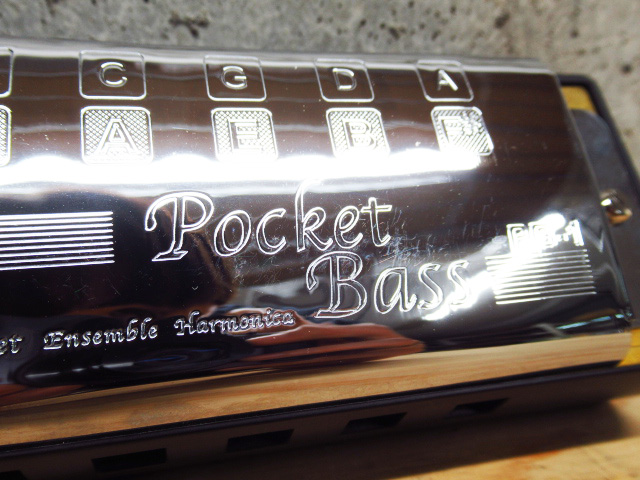 C G D A
A E B
Pocket
Bass
Ensemble Harmonica